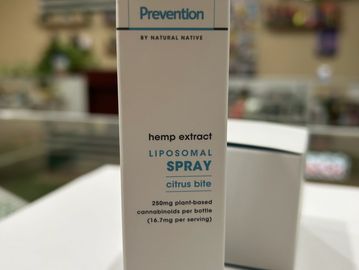 Prevention
BY NATURAL NATIVE
hemp extract
LIPOSOMAL
SPRAY
citrus bite
250mg plant-based
cannabinoids per bottle
(16.7mg per serving)